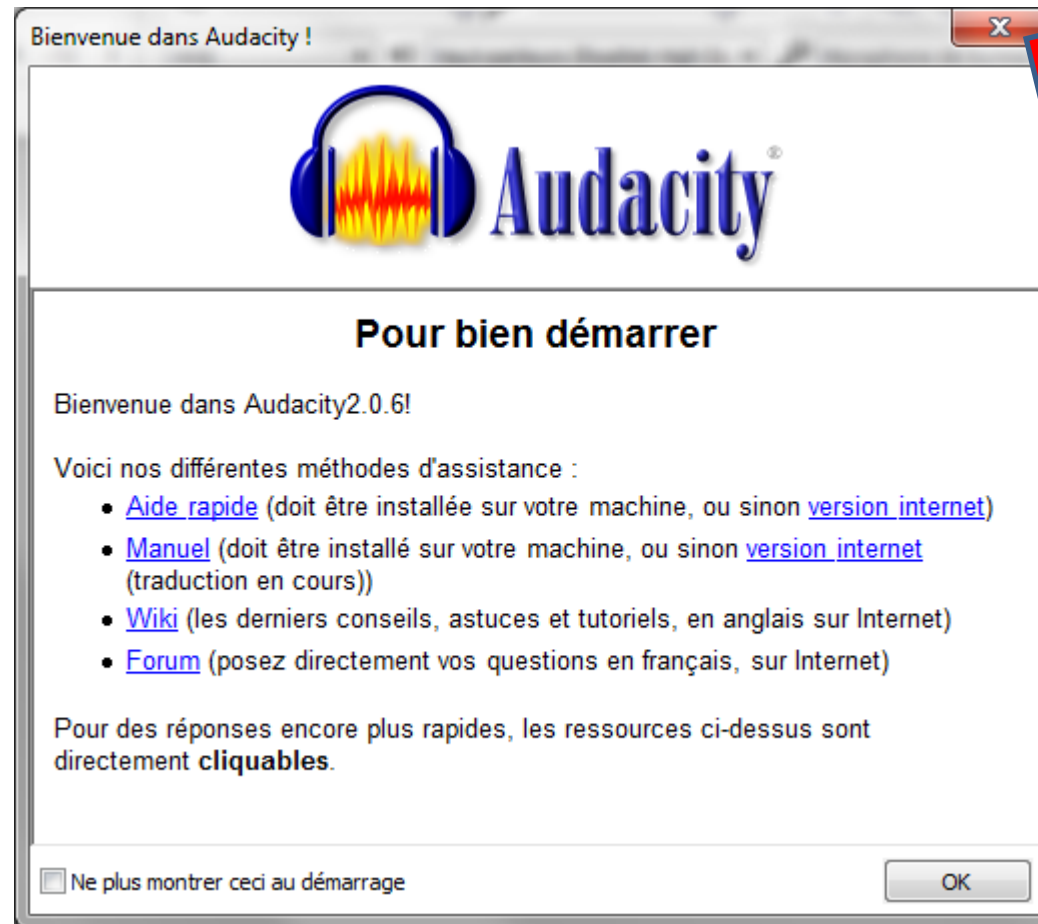 Bienvenue dans Audacity !
Audacity®
Pour bien démarrer
Bienvenue dans Audacity2.0.6!
Voici nos différentes méthodes d'assistance :
• Aide rapide (doit être installée sur votre machine, ou sinon version internet)
• Manuel (doit être installé sur votre machine, ou sinon version internet
(traduction en cours))
• Wiki (les derniers conseils, astuces et tutoriels, en anglais sur Internet)
• Forum (posez directement vos questions en français, sur Internet)
Pour des réponses encore plus rapides, les ressources ci-dessus sont
directement cliquables.
Ne plus montrer ceci au démarrage
OK